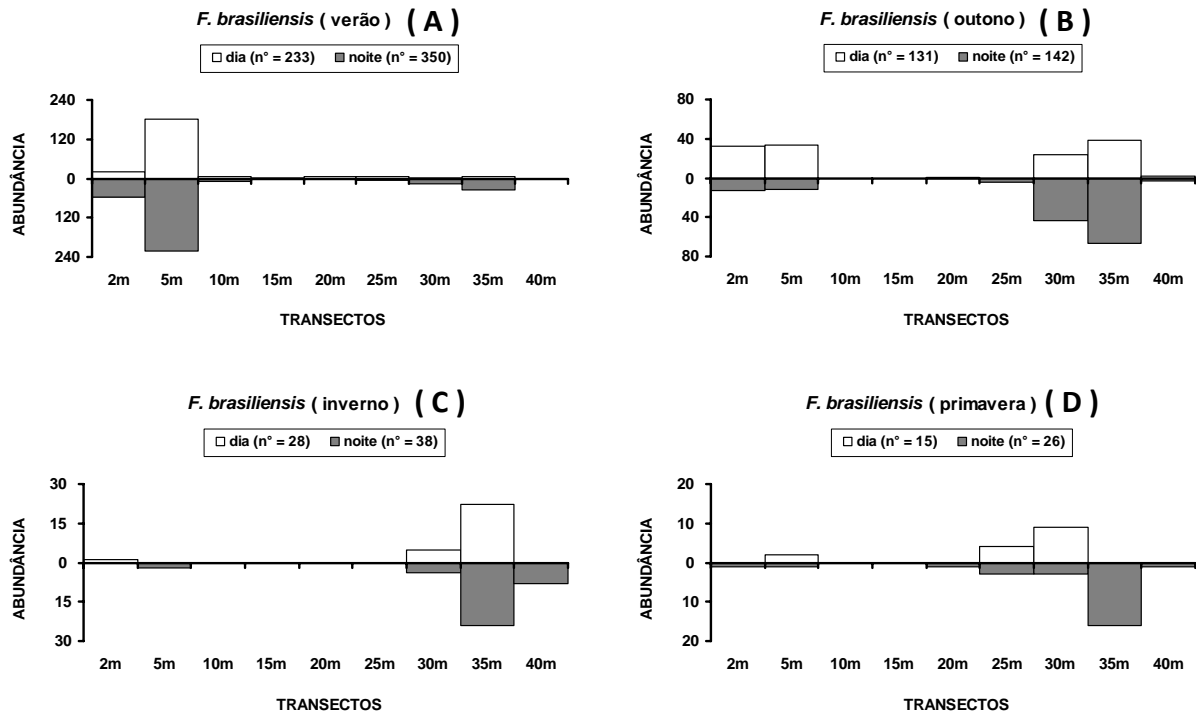 F. brasiliensis ( verão ) ( A )
dia (n° = 233) noite (n° = 350)
240
120
0
120
240
ABUNDÂNCIA
2m 5m 10m 15m 20m 25m 30m 35m 40m
TRANSECTOS
F. brasiliensis ( outono ) ( B )
dia (n° = 131) noite (n° = 142)
80
40
0
40
80
ABUNDÂNCIA
2m 5m 10m 15m 20m 25m 30m 35m 40m
TRANSECTOS
F. brasiliensis ( inverno ) ( C )
dia (n° = 28) noite (n° = 38)
30
15
0
15
30
ABUNDÂNCIA
2m 5m 10m 15m 20m 25m 30m 35m 40m
TRANSECTOS
F. brasiliensis ( primavera ) ( D )
dia (n° = 15) noite (n° = 26)
20
10
0
10
20
ABUNDÂNCIA
2m 5m 10m 15m 20m 25m 30m 35m 40m
TRANSECTOS